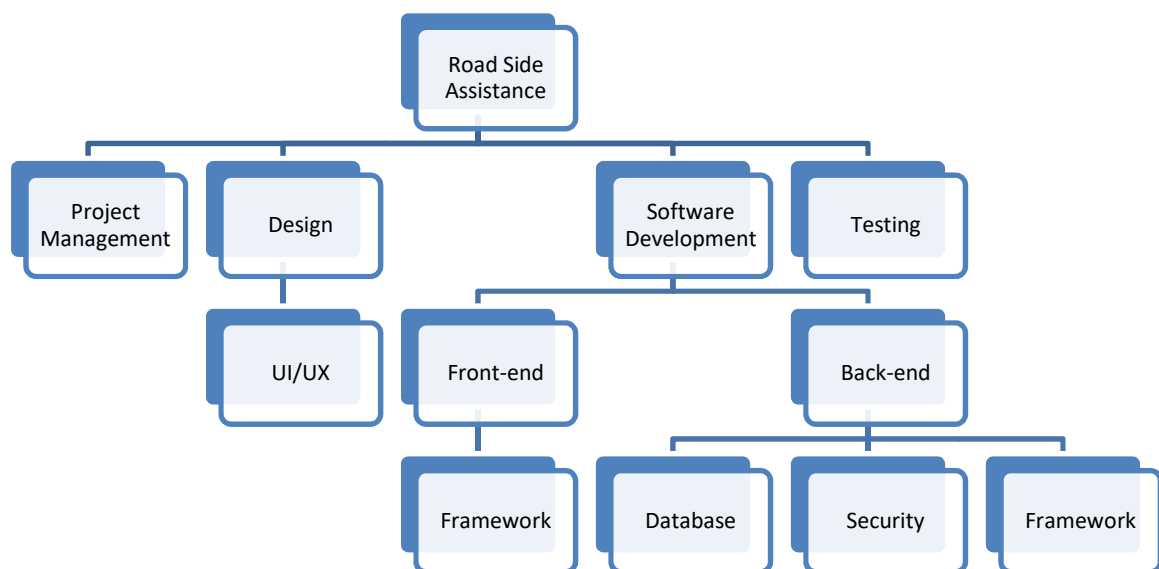 Road Side
Assistance
Project
Management
Design
Software
Development
Testing
UI/UX
Front-end
Back-end
Framework
Database
Security
Framework